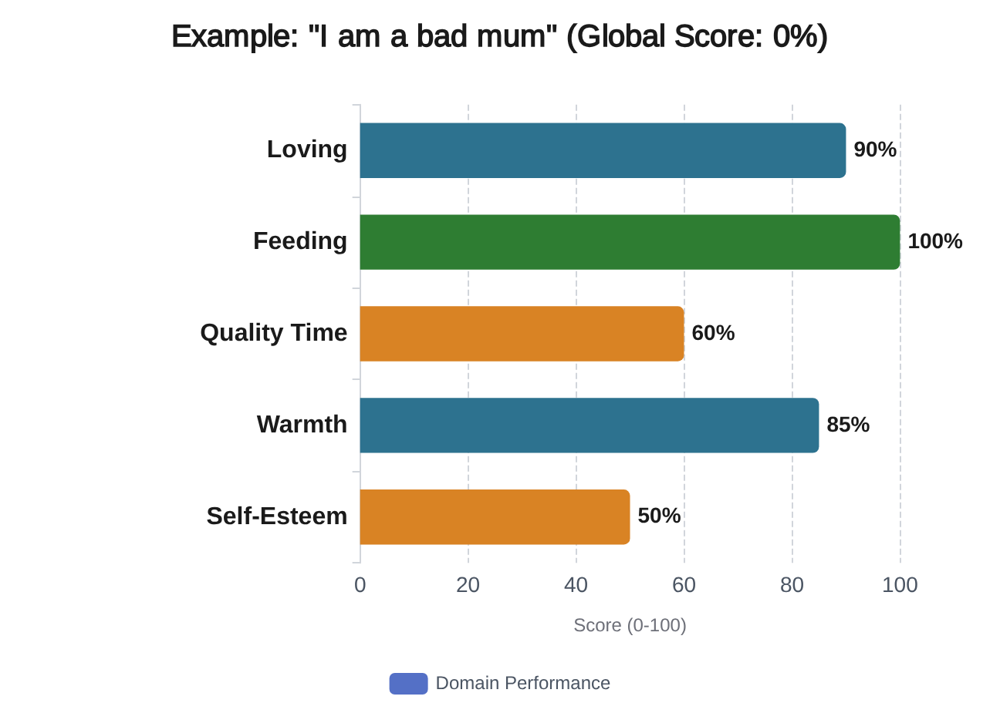 Example: "I am a bad mum" (Global Score: 0%)
Loving 90%
Feeding 100%
Quality Time 60%
Warmth 85%
Self-Esteem 50%
0 20 40 60 80 100
Score (0-100)
Domain Performance